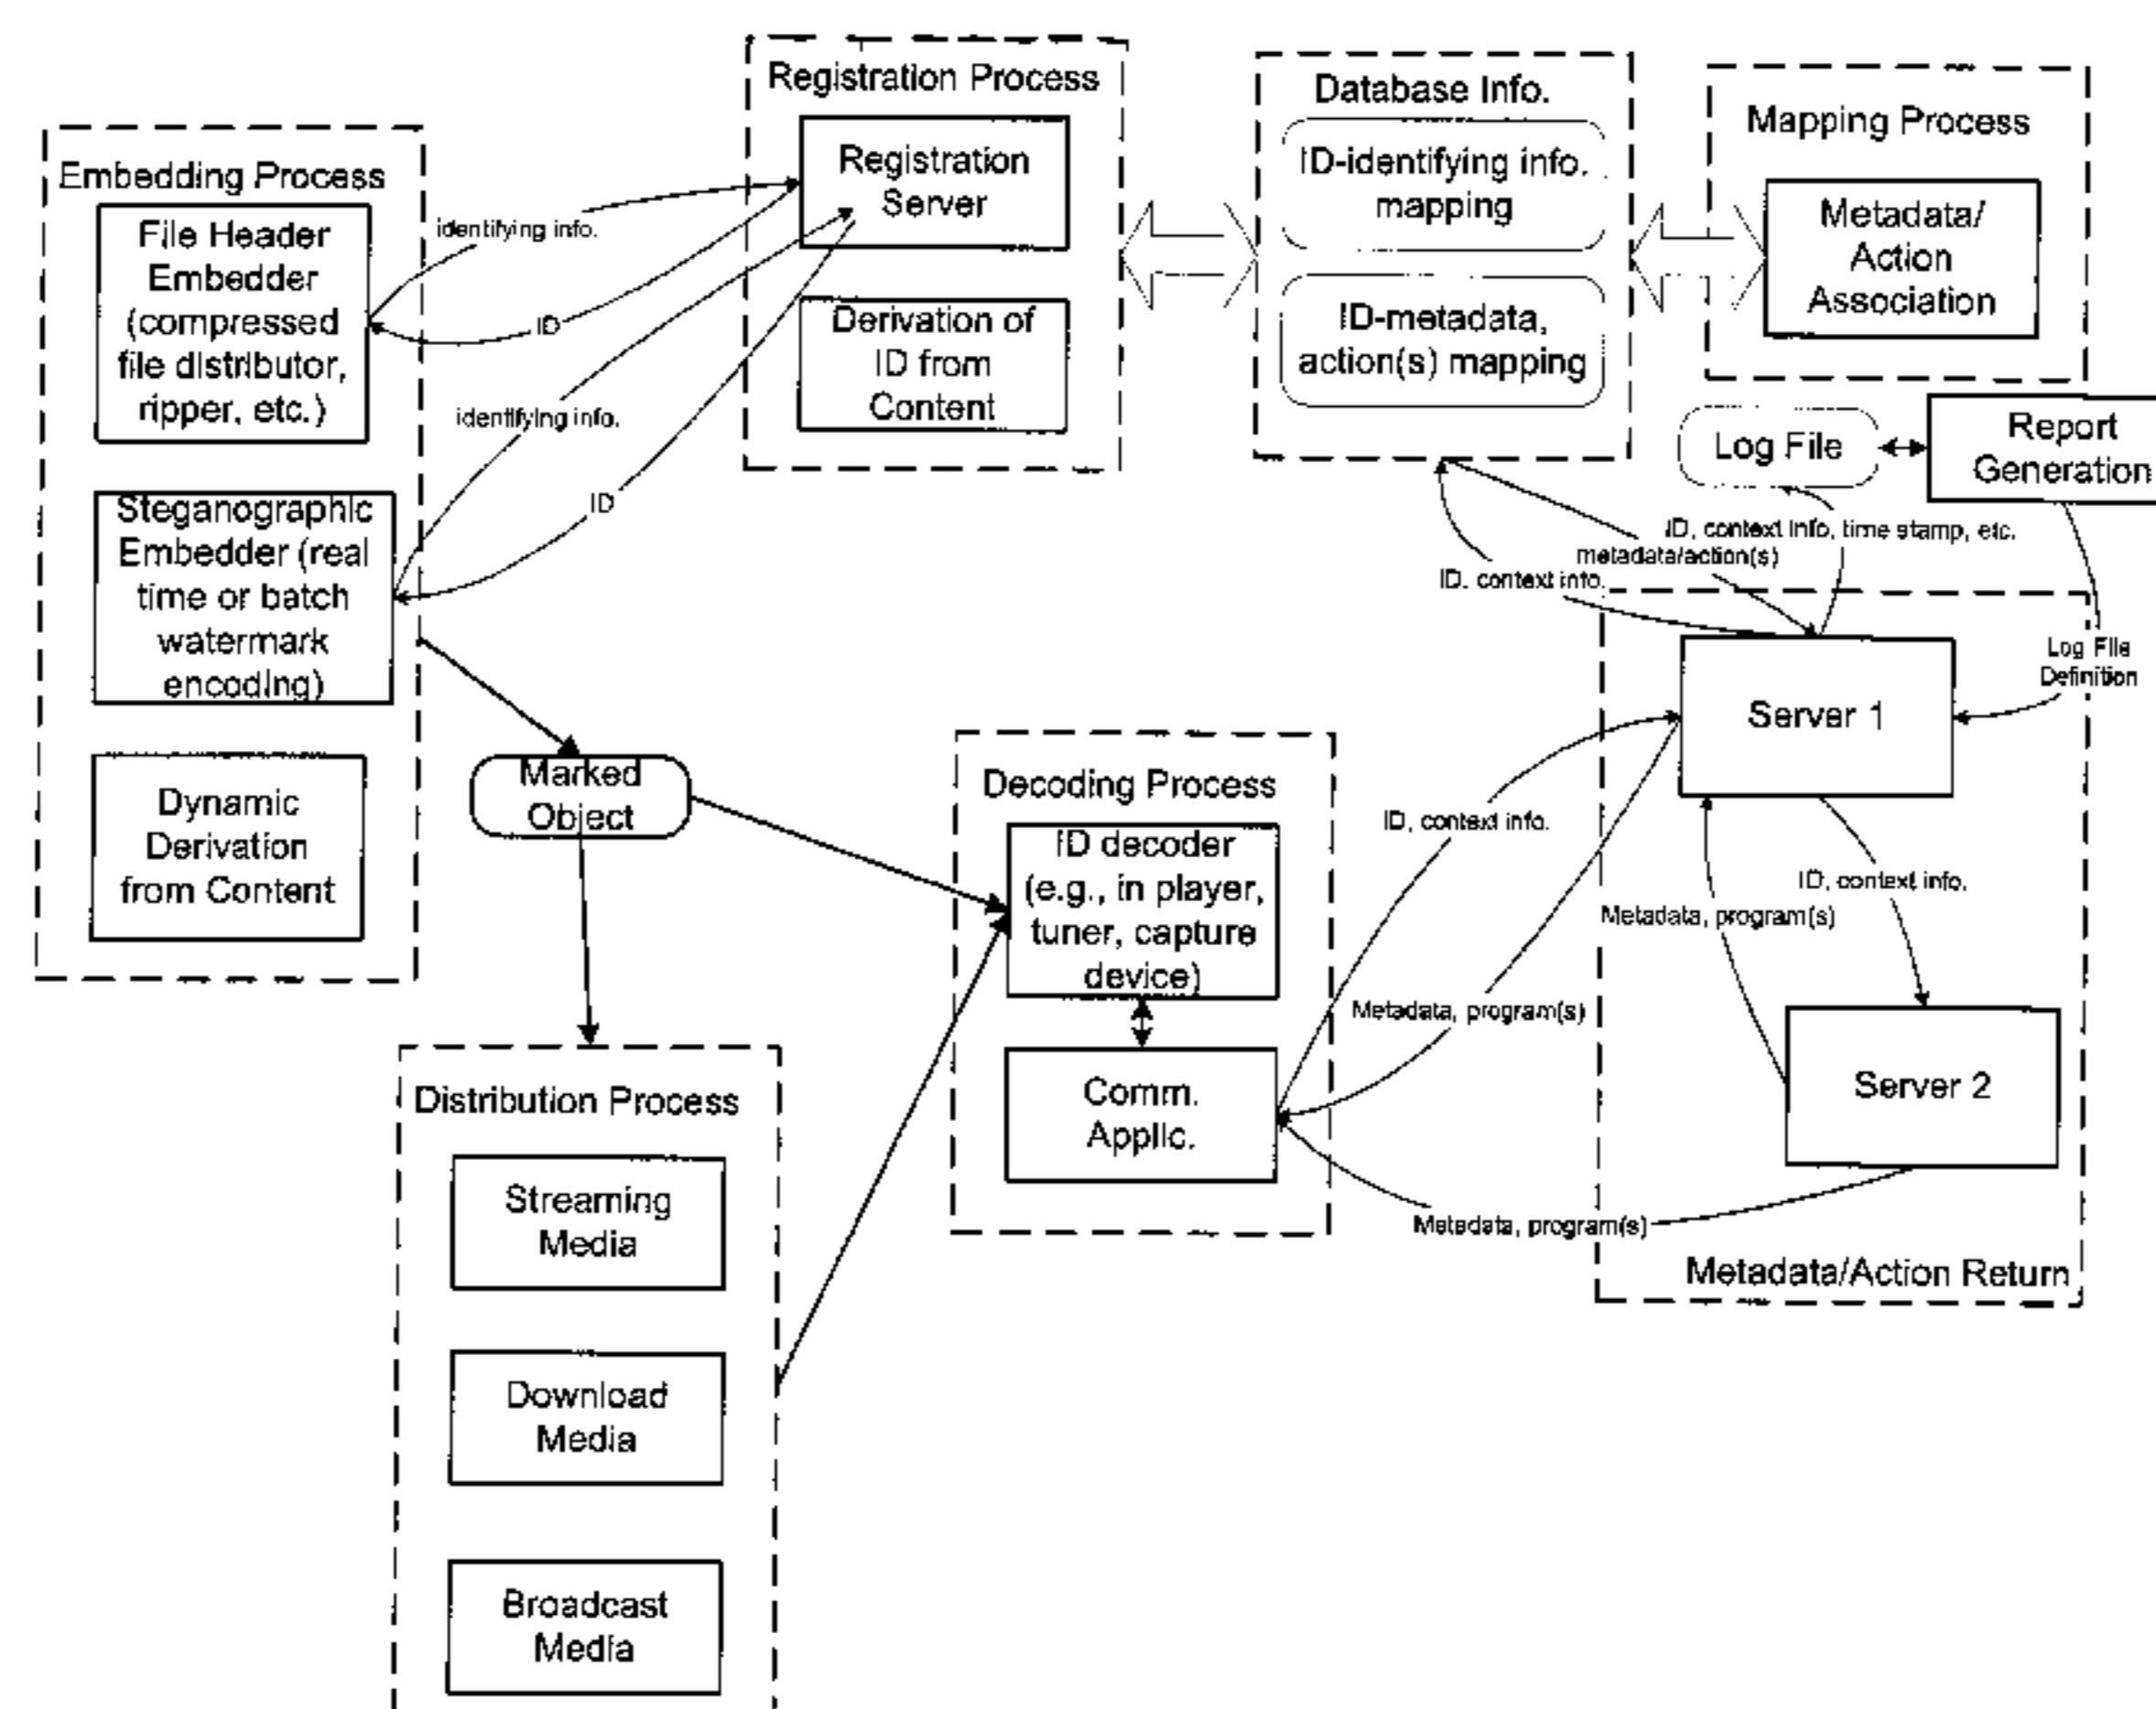 Registration Process
Registration
Server
Derivation of
ID from
Content
Database Info.
ID-identifying info.
mapping
ID-metadata,
action(s) mapping
Mapping Process
Metadata/
Action
Association
Embedding Process
File Header
Embedder
(compressed
file distributor,
ripper, etc.)
Steganographic
Embedder (real
time or batch
watermark
encoding)
Dynamic
Derivation
from Content
identifying info.
ID
identifying info.
ID
Log File
Report
Generation
ID, context info, time stamp, etc.
metadata/action(s)
ID, context info.
Log File
Definition
Marked
Object
Decoding Process
ID decoder
(e.g., in player,
tuner, capture
device)
Comm.
Applic.
ID, context info.
Metadata, program(s)
Server 1
ID, context info.
Metadata, program(s)
Server 2
Metadata, program(s)
Metadata/Action Return
Distribution Process
Streaming
Media
Download
Media
Broadcast
Media